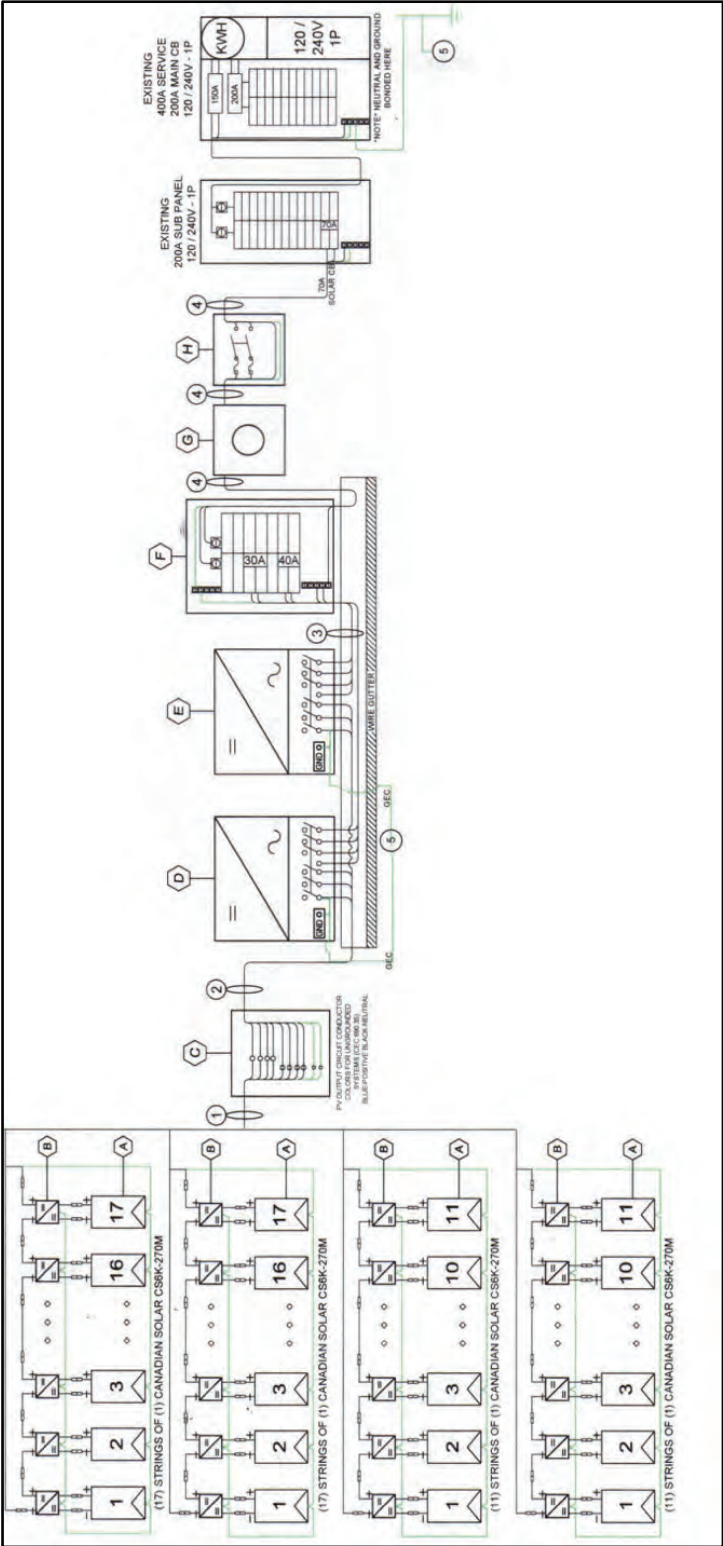 EXISTING
400A SERVICE
200A MAIN CB
120 / 240V - 1P
KWH
120 /
240V
1P
150A
200A
"NOTE" NEUTRAL AND GROUND
BONDED HERE
5
EXISTING
200A SUB PANEL
120 / 240V - 1P
70A
70A
SOLAR CB
4
H
4
G
4
F
30A
40A
3
E
GND
D
GND
WIRE GUTTER
GEC
5
GEC
2
C
1
PV OUTPUT CIRCUIT CONDUCTOR
COLORS FOR UNGROUNDED
SYSTEMS (CEC 690.35)
BLUE-POSITIVE BLACK-NEUTRAL
B
A
1
2
3
16
17
(17) STRINGS OF (1) CANADIAN SOLAR CS6K-270M
B
A
1
2
3
16
17
(17) STRINGS OF (1) CANADIAN SOLAR CS6K-270M
B
A
1
2
3
10
11
(11) STRINGS OF (1) CANADIAN SOLAR CS6K-270M
B
A
1
2
3
10
11
(11) STRINGS OF (1) CANADIAN SOLAR CS6K-270M